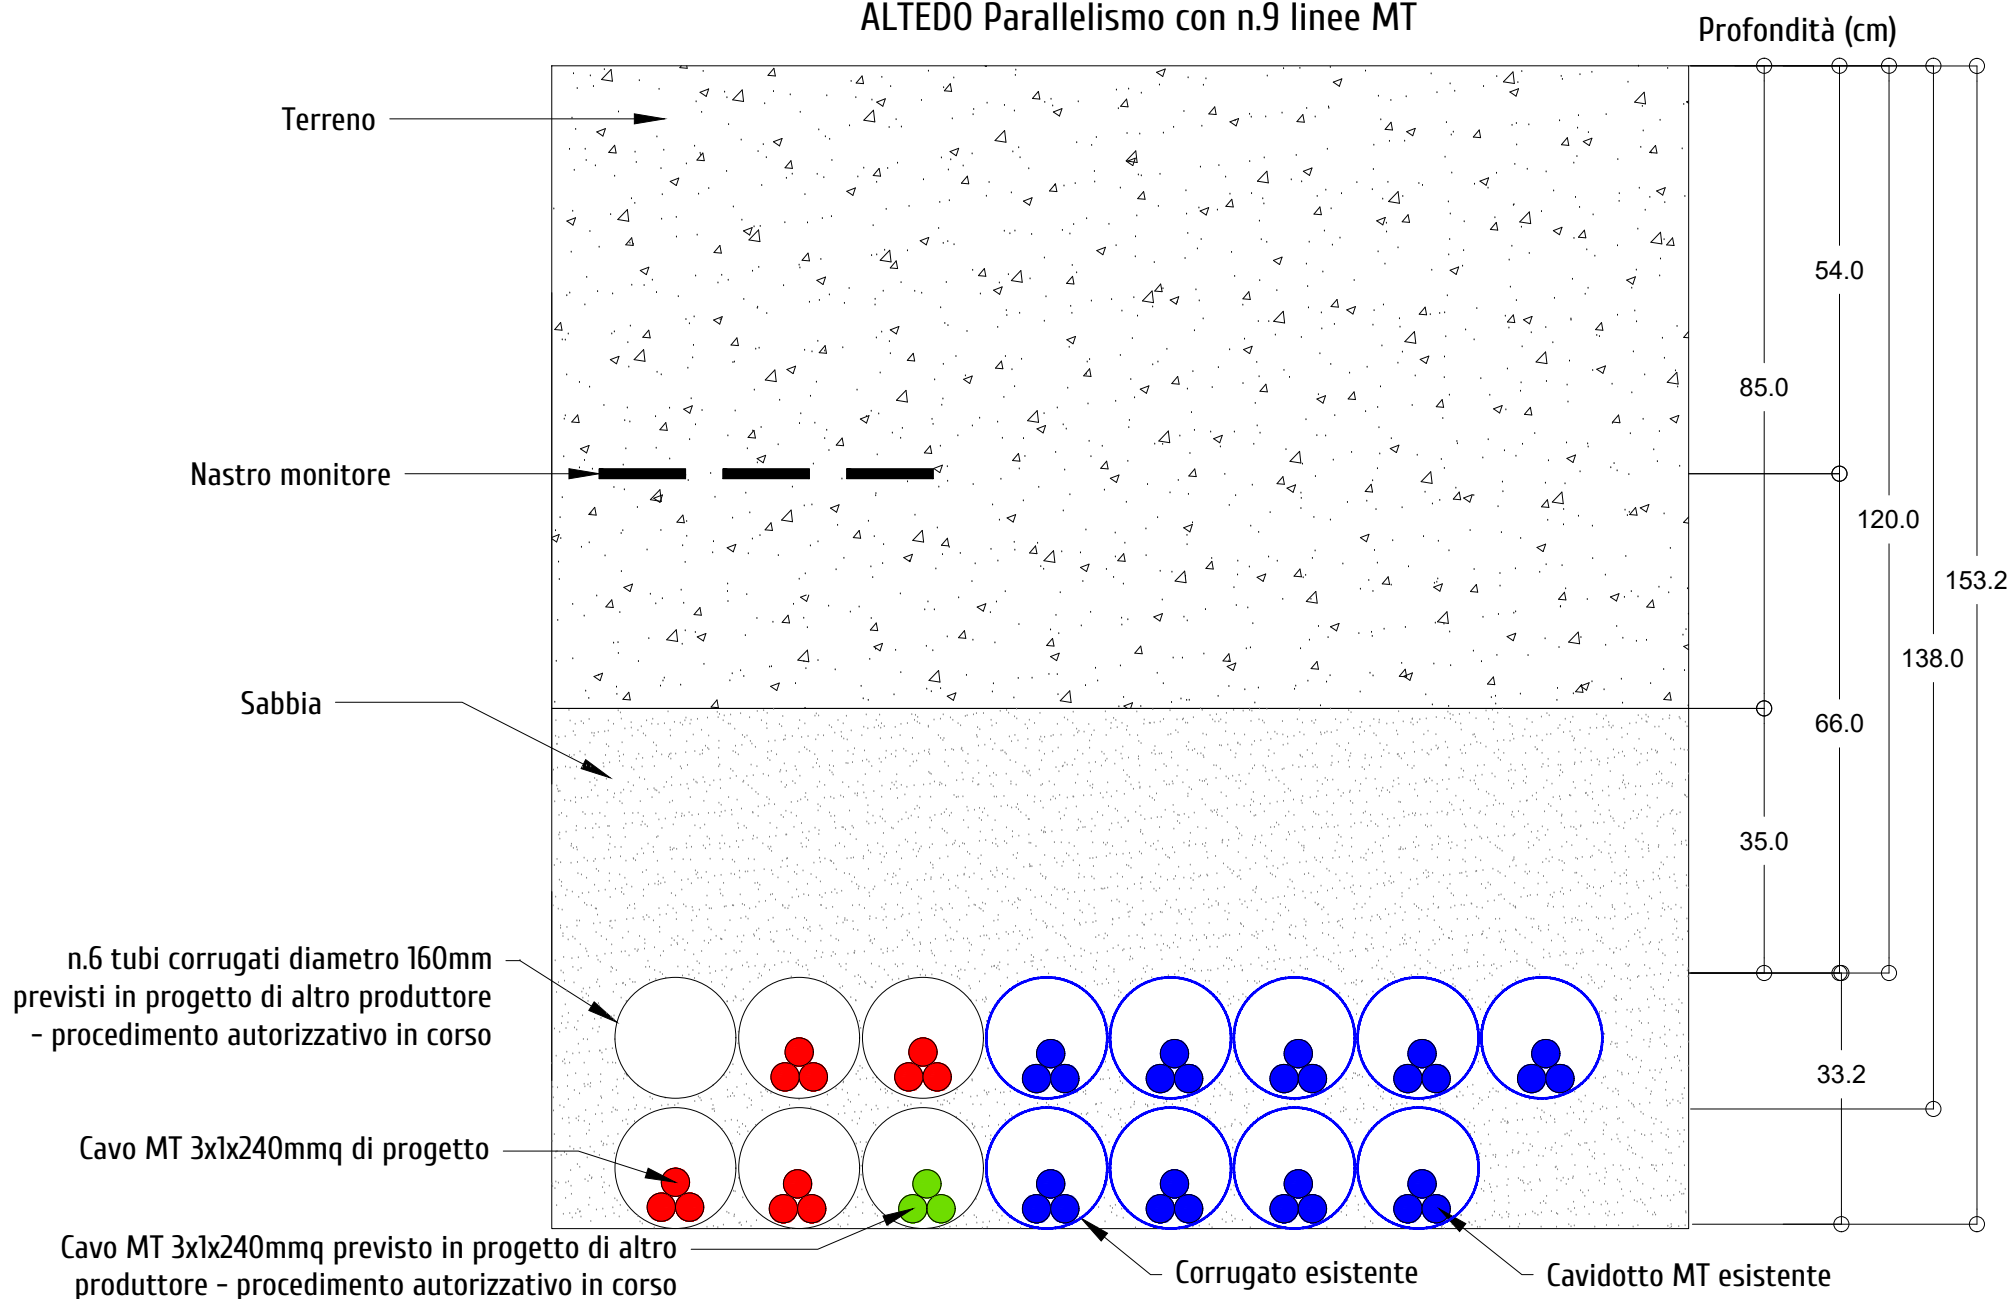 ALTEDO Parallelismo con n.9 linee MT
Profondità (cm)
Terreno
54.0
85.0
Nastro monitore
120.0
153.2
138.0
Sabbia
66.0
35.0
n.6 tubi corrugati diametro 160mm
previsti in progetto di altro produttore
- procedimento autorizzativo in corso
33.2
Cavo MT 3x1x240mmq di progetto
Cavo MT 3x1x240mmq previsto in progetto di altro
produttore - procedimento autorizzativo in corso
Corrugato esistente
Cavidotto MT esistente